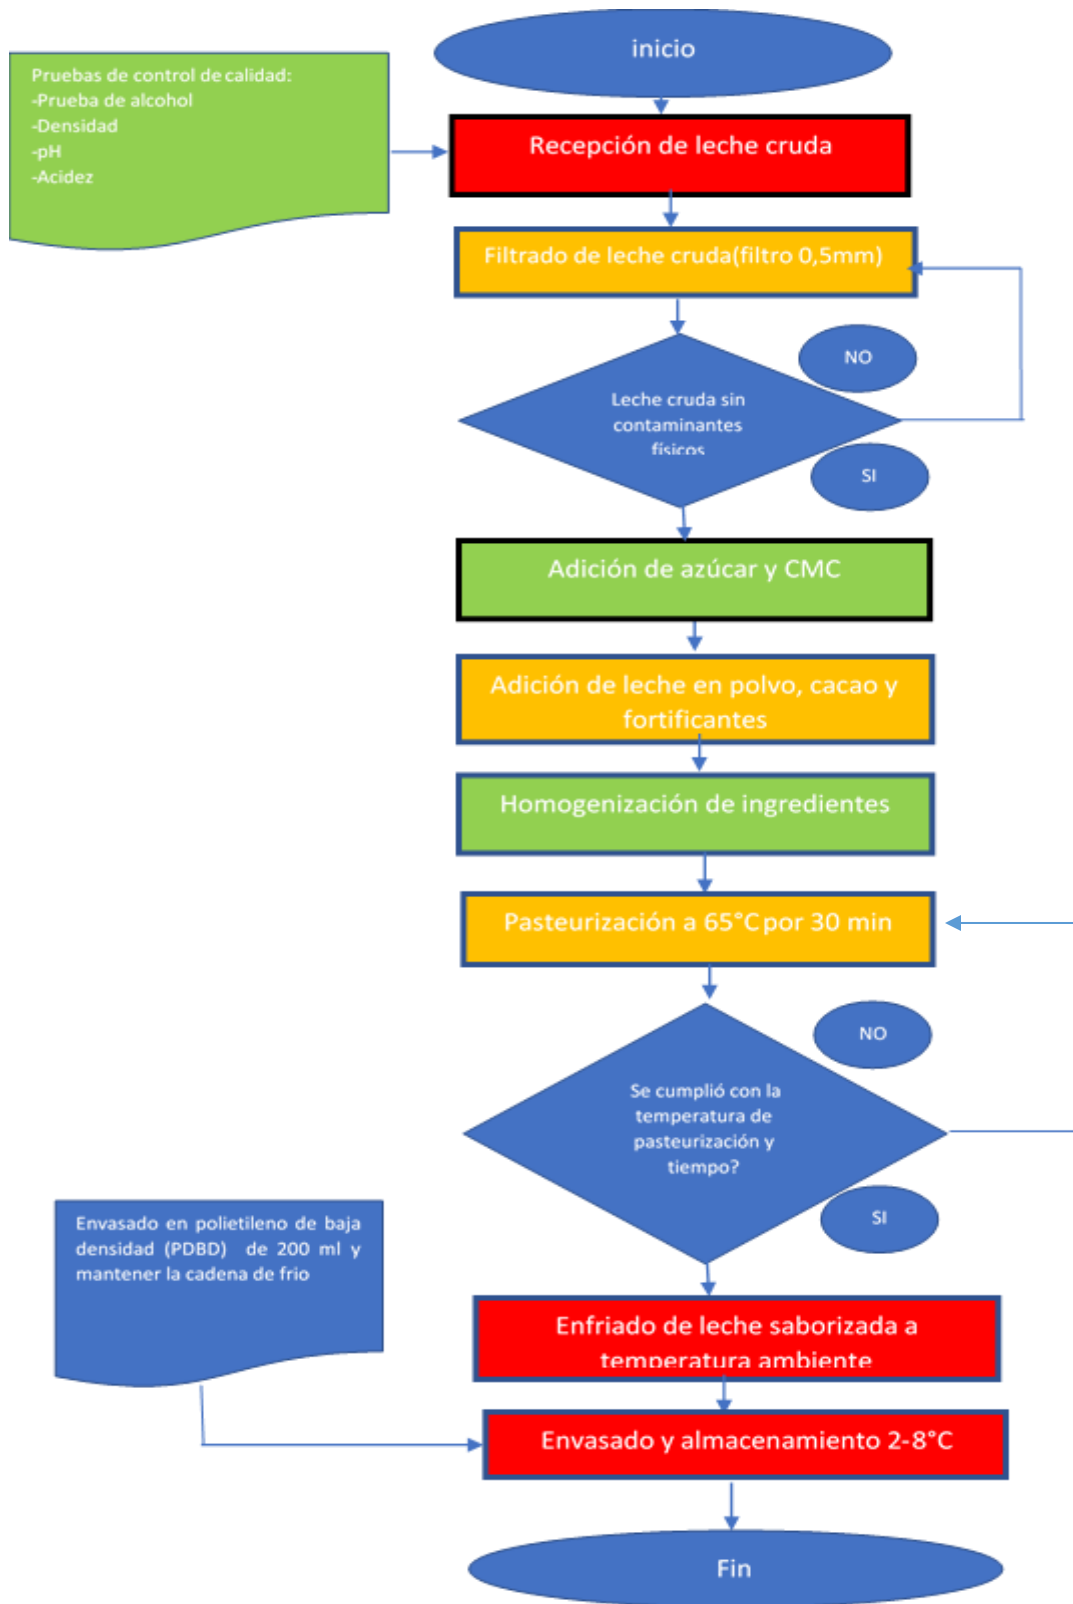 inicio
Pruebas de control de calidad:
-Prueba de alcohol
-Densidad
-pH
-Acidez
Recepción de leche cruda
Filtrado de leche cruda(filtro 0,5mm)
NO
Leche cruda sin
contaminantes
físicos
SI
Adición de azúcar y CMC
Adición de leche en polvo, cacao y
fortificantes
Homogenización de ingredientes
Pasteurización a 65°C por 30 min
NO
Se cumplió con la
temperatura de
pasteurización y
tiempo?
SI
Envasado en polietileno de baja
densidad (PDBD) de 200 ml y
mantener la cadena de frio
Enfriado de leche saborizada a
temperatura ambiente
Envasado y almacenamiento 2-8°C
Fin